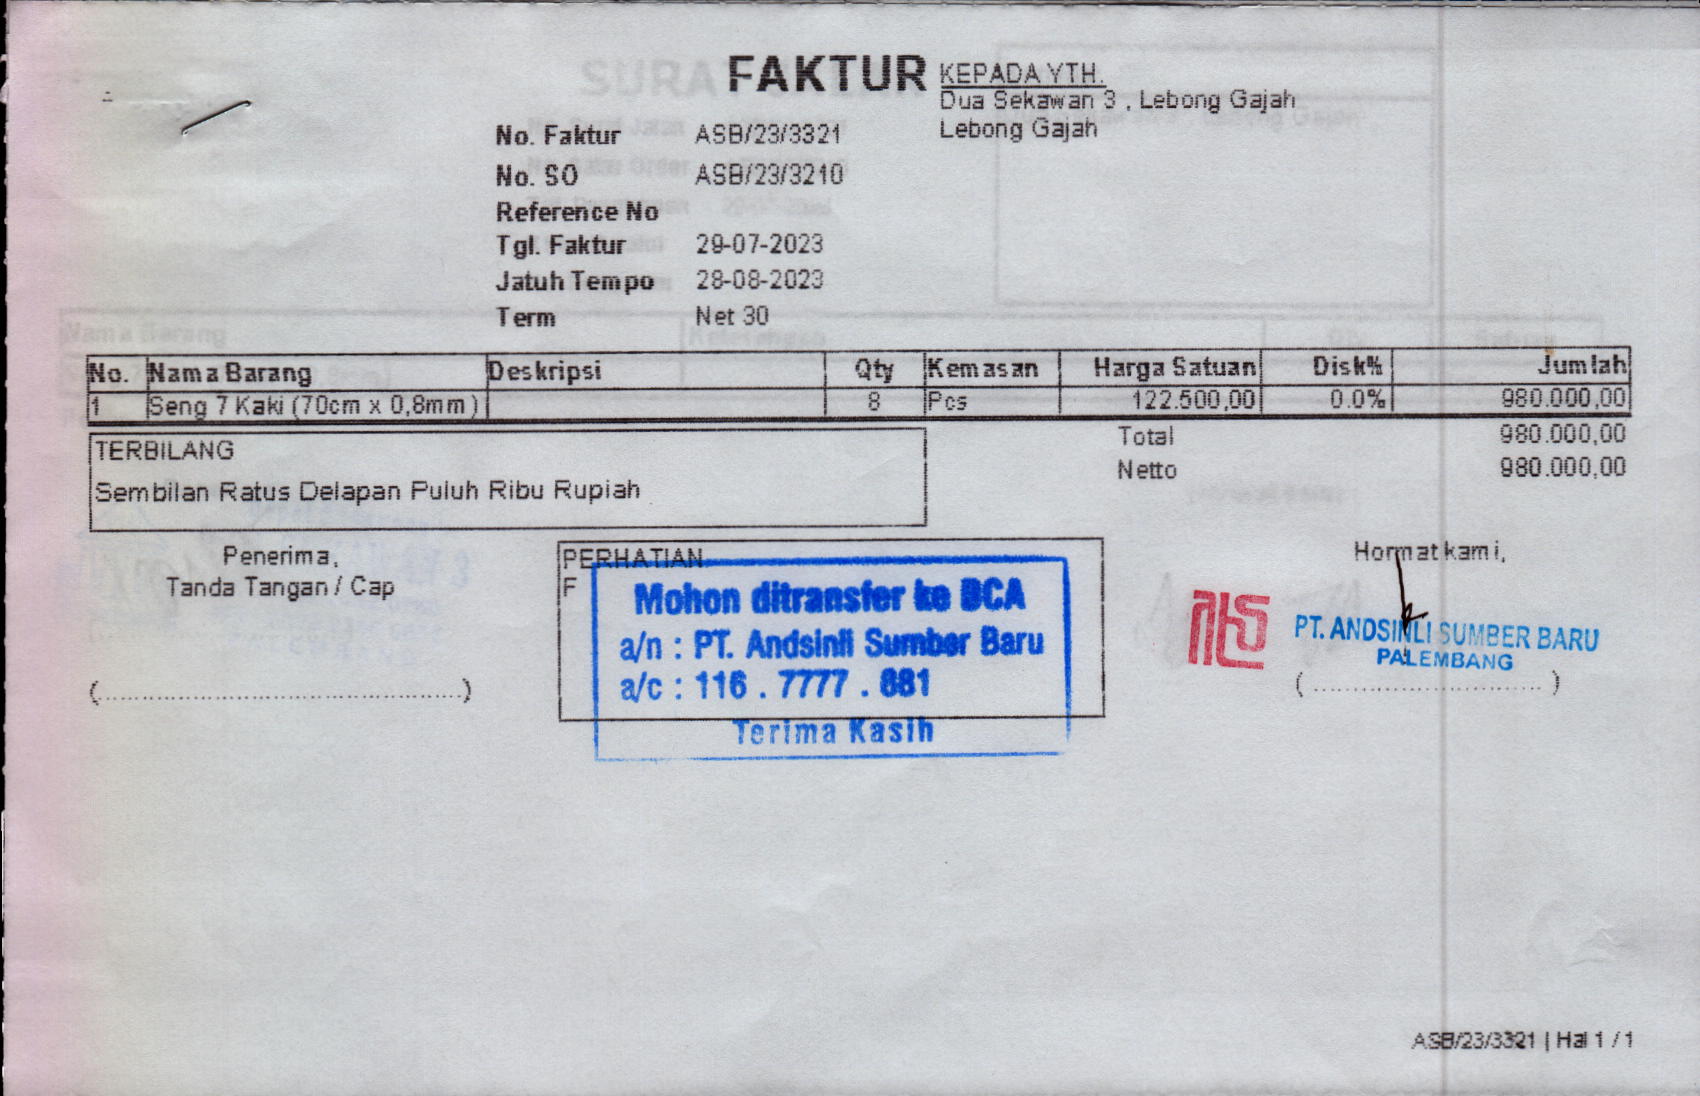 FAKTUR
KEPADA YTH.
Dua Sekawan 3 , Lebong Gajah
Lebong Gajah
No. Faktur ASB/23/3321
No. SO ASB/23/3210
Reference No
Tgl. Faktur 29-07-2023
Jatuh Tempo 28-08-2023
Term Net 30
No. Nama Barang Deskripsi Qty Kemasan Harga Satuan Disk% Jumlah
1 Seng 7 Kaki (70cm x 0,8mm) 8 Pcs 122.500,00 0.0% 980.000,00
TERBILANG
Sembilan Ratus Delapan Puluh Ribu Rupiah
Total 980.000,00
Netto 980.000,00
Penerima,
Tanda Tangan / Cap
(..........................................)
PERHATIAN
F
Mohon ditransfer ke BCA
a/n : PT. Andsinli Sumber Baru
a/c : 116 . 7777 . 881
Terima Kasih
Hormat kami,
PT. ANDSINLI SUMBER BARU
PALEMBANG
( ............................. )
ASB/23/3321 | Hal 1 / 1